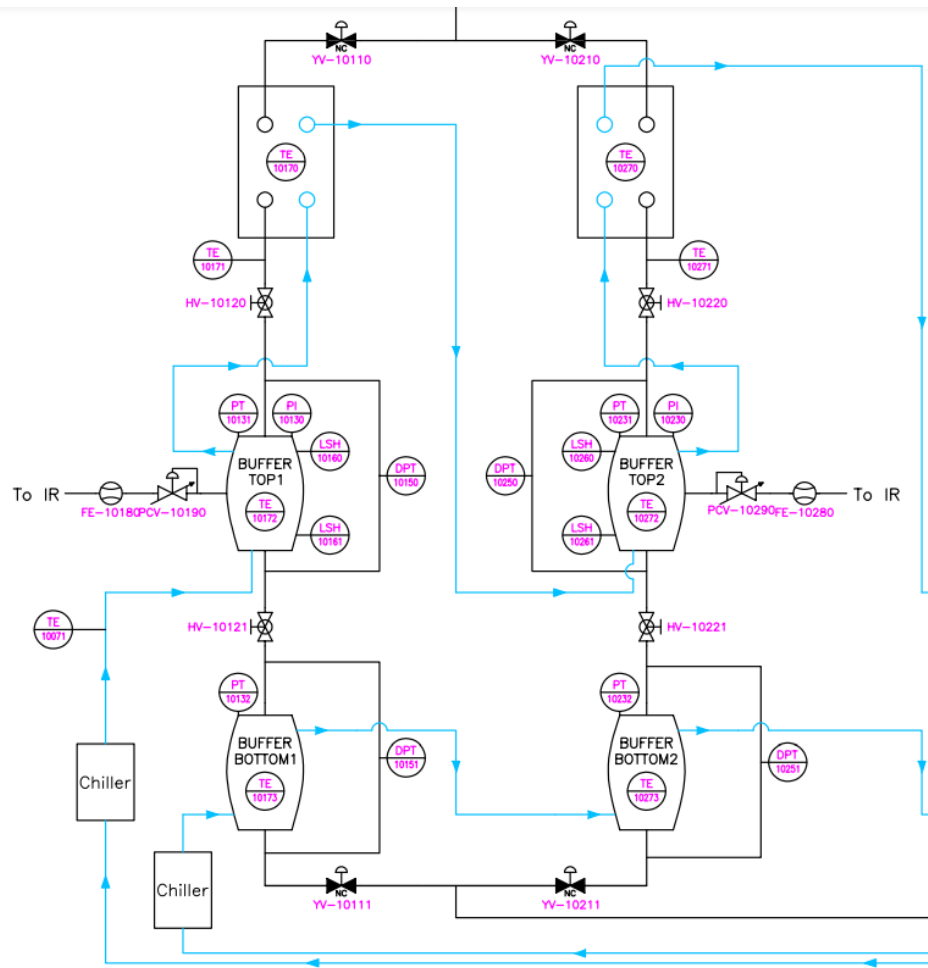 NC
NC
YV-10110
YV-10210
TE
10170
TE
10270
TE
10171
TE
10271
HV-10120
HV-10220
PT
10131
PI
10130
PT
10231
PI
10230
LSH
10160
LSH
10260
BUFFER
TOP1
BUFFER
TOP2
DPT
10150
DPT
10250
To IR
To IR
TE
10172
TE
10272
FE-10180
PCV-10190
PCV-10290
FE-10280
LSH
10161
LSH
10261
TE
10071
HV-10121
HV-10221
PT
10132
PT
10232
BUFFER
BOTTOM1
BUFFER
BOTTOM2
DPT
10151
DPT
10251
Chiller
TE
10173
TE
10273
Chiller
NC
NC
YV-10111
YV-10211